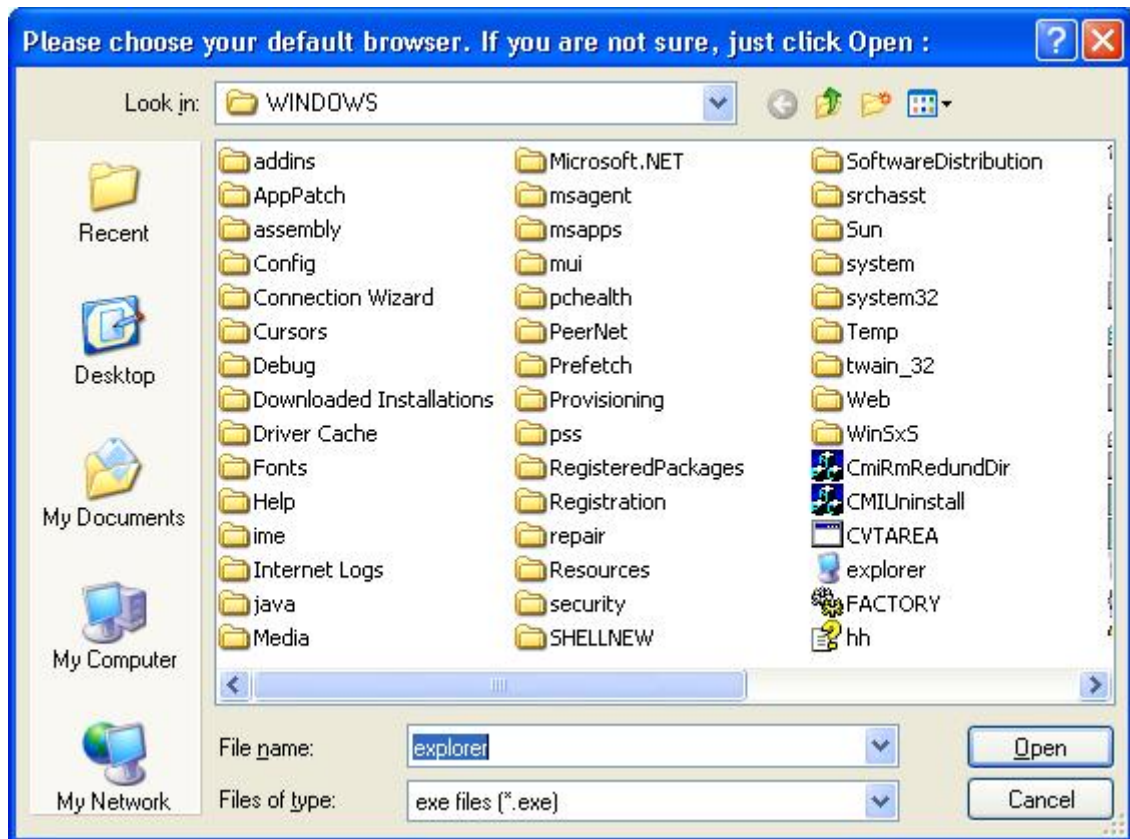 Please choose your default browser. If you are not sure, just click Open :
Look in: WINDOWS
Recent
Desktop
My Documents
My Computer
My Network
addins
AppPatch
assembly
Config
Connection Wizard
Cursors
Debug
Downloaded Installations
Driver Cache
Fonts
Help
ime
Internet Logs
java
Media
Microsoft.NET
msagent
msapps
mui
pchealth
PeerNet
Prefetch
Provisioning
pss
RegisteredPackages
Registration
repair
Resources
security
SHELLNEW
SoftwareDistribution
srchasst
Sun
system
system32
Temp
twain_32
Web
WinSxS
CmiRmRedundDir
CMIUninstall
CVTAREA
explorer
FACTORY
hh
File name: explorer
Open
Files of type: exe files (*.exe)
Cancel